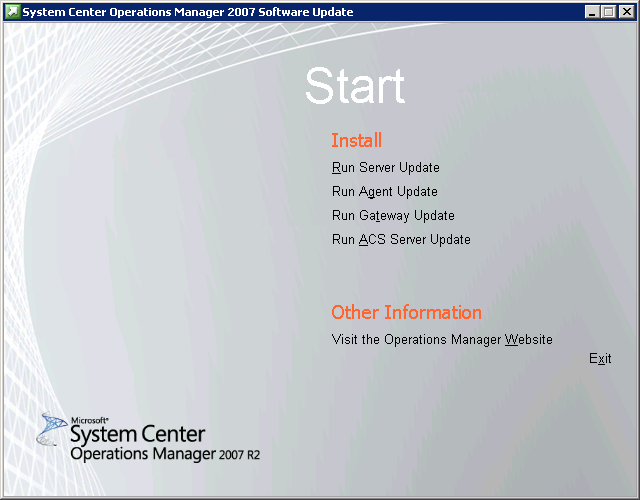 System Center Operations Manager 2007 Software Update
Start
Install
Run Server Update
Run Agent Update
Run Gateway Update
Run ACS Server Update
Other Information
Visit the Operations Manager Website
Exit
Microsoft®
System Center
Operations Manager 2007 R2